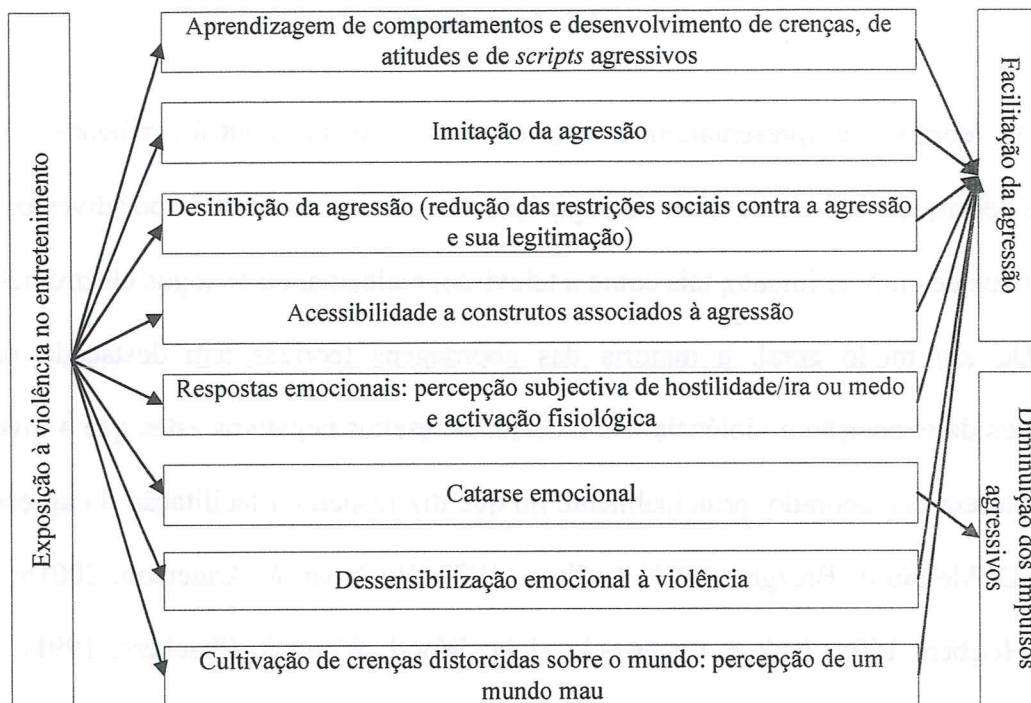 Exposição à violência no entretenimento
Aprendizagem de comportamentos e desenvolvimento de crenças, de
atitudes e de scripts agressivos
Imitação da agressão
Desinibição da agressão (redução das restrições sociais contra a agressão
e sua legitimação)
Acessibilidade a construtos associados à agressão
Respostas emocionais: percepção subjectiva de hostilidade/ira ou medo
e activação fisiológica
Catarse emocional
Dessensibilização emocional à violência
Cultivação de crenças distorcidas sobre o mundo: percepção de um
mundo mau
Facilitação da agressão
Diminuição dos impulsos
agressivos